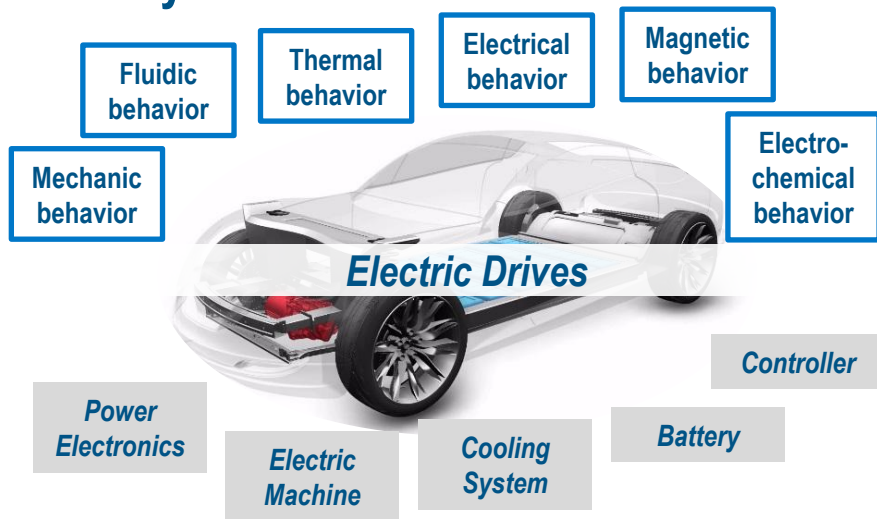 Fluidic
behavior
Thermal
behavior
Electrical
behavior
Magnetic
behavior
Mechanic
behavior
Electro-
chemical
behavior
Electric Drives
Controller
Power
Electronics
Electric
Machine
Cooling
System
Battery